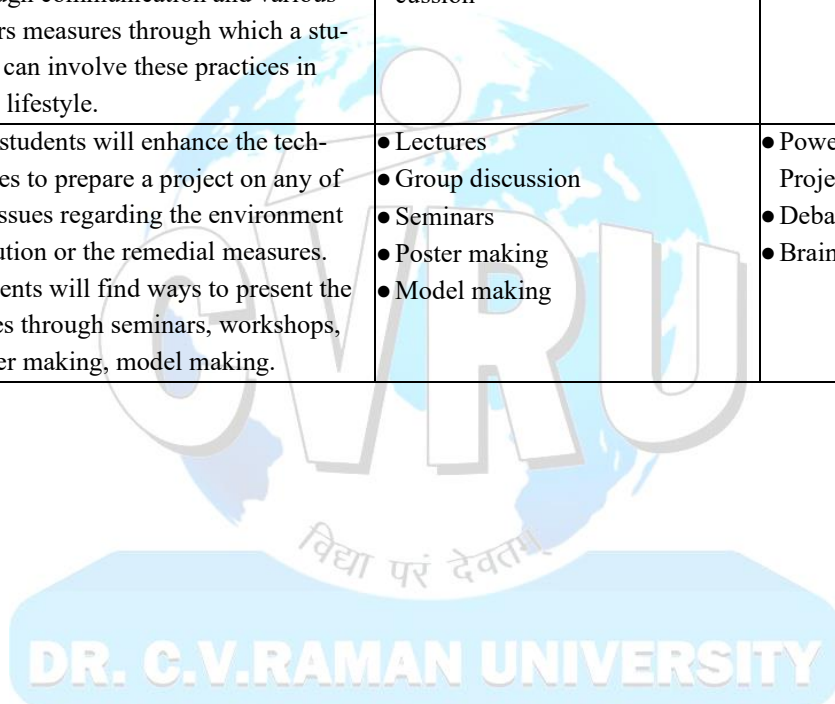 ugh communication and various
rs measures through which a stu-
can involve these practices in
lifestyle.
cussion
students will enhance the tech-
es to prepare a project on any of
issues regarding the environment
ution or the remedial measures.
ents will find ways to present the
es through seminars, workshops,
er making, model making.
● Lectures
● Group discussion
● Seminars
● Poster making
● Model making
● Powe
Proje
● Deba
● Brain
CVRU
विद्या परं देवतम्
DR. C.V.RAMAN UNIVERSITY